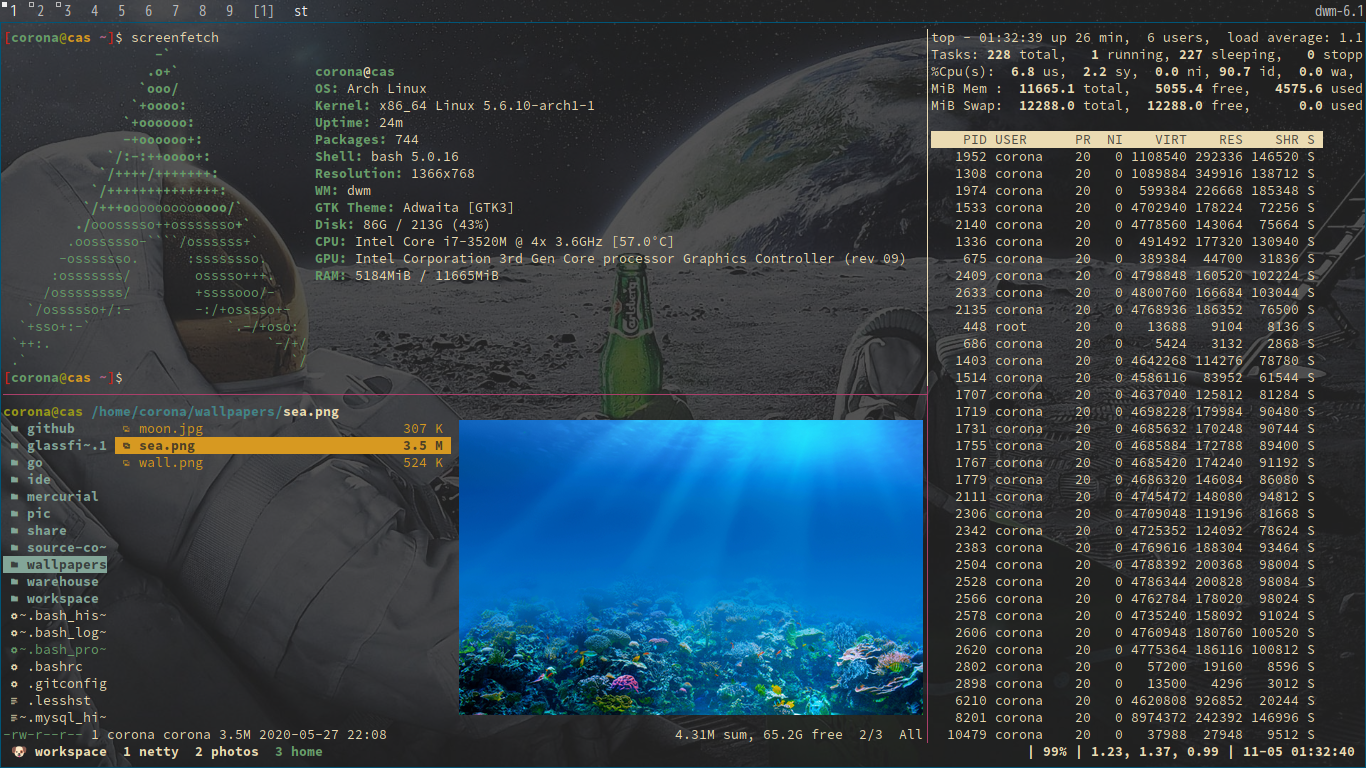 1 2 3 4 5 6 7 8 9 [1] st dwm-6.1
[corona@cas ~]$ screenfetch
-`
.o+`
`ooo/
`+oooo:
`+oooooo:
-+oooooo+:
`/:-:++oooo+:
`/++++/+++++++:
`/++++++++++++++:
`/+++ooooooooooooo/`
./ooosssso++osssssso+`
.oossssso-````/ossssss+`
-osssssso. :ssssssso.
:osssssss/ osssso+++.
/ossssssss/ +ssssooo/-
`/ossssso+/:- -:/+osssso+-
`+sso+:-` `.-/+oso:
`++:. `-/+/
.` `/
corona@cas
OS: Arch Linux
Kernel: x86_64 Linux 5.6.10-arch1-1
Uptime: 24m
Packages: 744
Shell: bash 5.0.16
Resolution: 1366x768
WM: dwm
GTK Theme: Adwaita [GTK3]
Disk: 86G / 213G (43%)
CPU: Intel Core i7-3520M @ 4x 3.6GHz [57.0°C]
GPU: Intel Corporation 3rd Gen Core processor Graphics Controller (rev 09)
RAM: 5184MiB / 11665MiB
[corona@cas ~]$
Carlsberg
corona@cas /home/corona/wallpapers/sea.png
github
glassfi~.1
go
ide
mercurial
pic
share
source-co~
wallpapers
warehouse
workspace
~.bash_his~
~.bash_log~
~.bash_pro~
.bashrc
.gitconfig
.lesshst
~.mysql_hi~
moon.jpg 307 K
sea.png 3.5 M
wall.png 524 K
-rw-r--r-- 1 corona corona 3.5M 2020-05-27 22:08 4.31M sum, 65.2G free 2/3 All
top - 01:32:39 up 26 min, 6 users, load average: 1.1
Tasks: 228 total, 1 running, 227 sleeping, 0 stopp
%Cpu(s): 6.8 us, 2.2 sy, 0.0 ni, 90.7 id, 0.0 wa,
MiB Mem : 11665.1 total, 5055.4 free, 4575.6 used
MiB Swap: 12288.0 total, 12288.0 free, 0.0 used
PID USER PR NI VIRT RES SHR S
1952 corona 20 0 1108540 292336 146520 S
1308 corona 20 0 1089884 349916 138712 S
1974 corona 20 0 599384 226668 185348 S
1533 corona 20 0 4702940 178224 72256 S
2140 corona 20 0 4778560 143064 75664 S
1336 corona 20 0 491492 177320 130940 S
675 corona 20 0 389384 44700 31836 S
2409 corona 20 0 4798848 160520 102224 S
2633 corona 20 0 4800760 166684 103044 S
2135 corona 20 0 4768936 186352 76500 S
448 root 20 0 13688 9104 8136 S
686 corona 20 0 5424 3132 2868 S
1403 corona 20 0 4642268 114276 78780 S
1514 corona 20 0 4586116 83952 61544 S
1707 corona 20 0 4637040 125812 81284 S
1719 corona 20 0 4698228 179984 90480 S
1731 corona 20 0 4685632 170248 90744 S
1755 corona 20 0 4685884 172788 89400 S
1767 corona 20 0 4685420 174240 91192 S
1779 corona 20 0 4686320 146084 86080 S
2111 corona 20 0 4745472 148080 94812 S
2306 corona 20 0 4709048 119196 81668 S
2342 corona 20 0 4725352 124092 78624 S
2383 corona 20 0 4769616 188304 93464 S
2504 corona 20 0 4788392 200368 98004 S
2528 corona 20 0 4786344 200828 98084 S
2566 corona 20 0 4762784 178020 98024 S
2578 corona 20 0 4735240 158092 91024 S
2606 corona 20 0 4760948 180760 100520 S
2620 corona 20 0 4775364 186116 100812 S
2802 corona 20 0 57200 19160 8596 S
2898 corona 20 0 13500 4296 3012 S
6210 corona 20 0 4620808 926852 20244 S
8201 corona 20 0 8974372 242392 146996 S
10479 corona 20 0 37988 27948 9512 S
workspace 1 netty 2 photos 3 home | 99% | 1.23, 1.37, 0.99 | 11-05 01:32:40